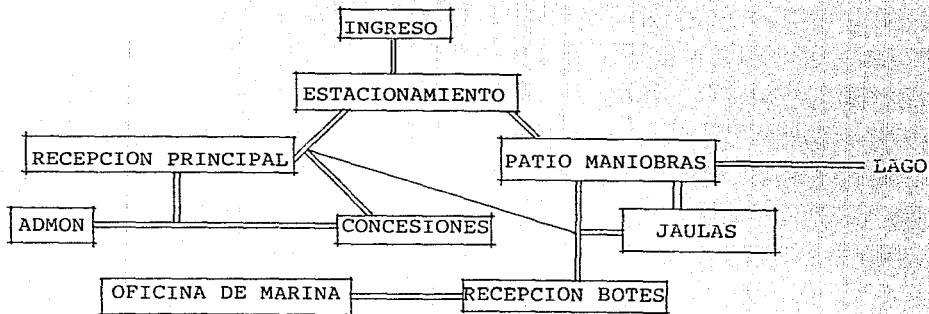 INGRESO
ESTACIONAMIENTO
RECEPCION PRINCIPAL
PATIO MANIOBRAS
LAGO
ADMON
CONCESIONES
JAULAS
OFICINA DE MARINA
RECEPCION BOTES